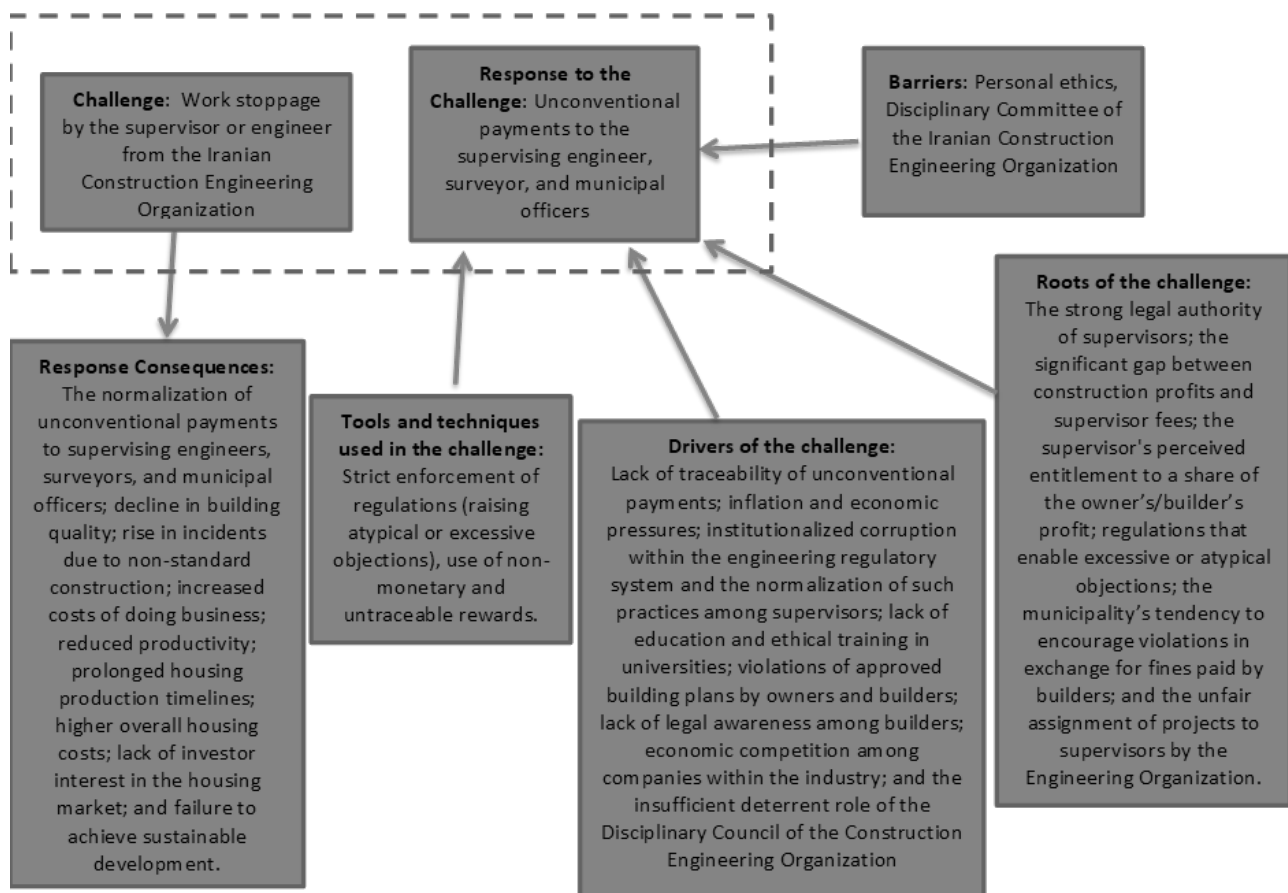 Challenge: Work stoppage
by the supervisor or engineer
from the Iranian
Construction Engineering
Organization
Response to the
Challenge: Unconventional
payments to the
supervising engineer,
surveyor, and municipal
officers
Barriers: Personal ethics,
Disciplinary Committee of
the Iranian Construction
Engineering Organization
Response Consequences:
The normalization of
unconventional payments
to supervising engineers,
surveyors, and municipal
officers; decline in building
quality; rise in incidents
due to non-standard
construction; increased
costs of doing business;
reduced productivity;
prolonged housing
production timelines;
higher overall housing
costs; lack of investor
interest in the housing
market; and failure to
achieve sustainable
development.
Tools and techniques
used in the challenge:
Strict enforcement of
regulations (raising
atypical or excessive
objections), use of non-
monetary and
untraceable rewards.
Drivers of the challenge:
Lack of traceability of unconventional
payments; inflation and economic
pressures; institutionalized corruption
within the engineering regulatory
system and the normalization of such
practices among supervisors; lack of
education and ethical training in
universities; violations of approved
building plans by owners and builders;
lack of legal awareness among builders;
economic competition among
companies within the industry; and the
insufficient deterrent role of the
Disciplinary Council of the Construction
Engineering Organization
Roots of the challenge:
The strong legal authority
of supervisors; the
significant gap between
construction profits and
supervisor fees; the
supervisor's perceived
entitlement to a share of
the owner’s/builder’s
profit; regulations that
enable excessive or atypical
objections; the
municipality’s tendency to
encourage violations in
exchange for fines paid by
builders; and the unfair
assignment of projects to
supervisors by the
Engineering Organization.